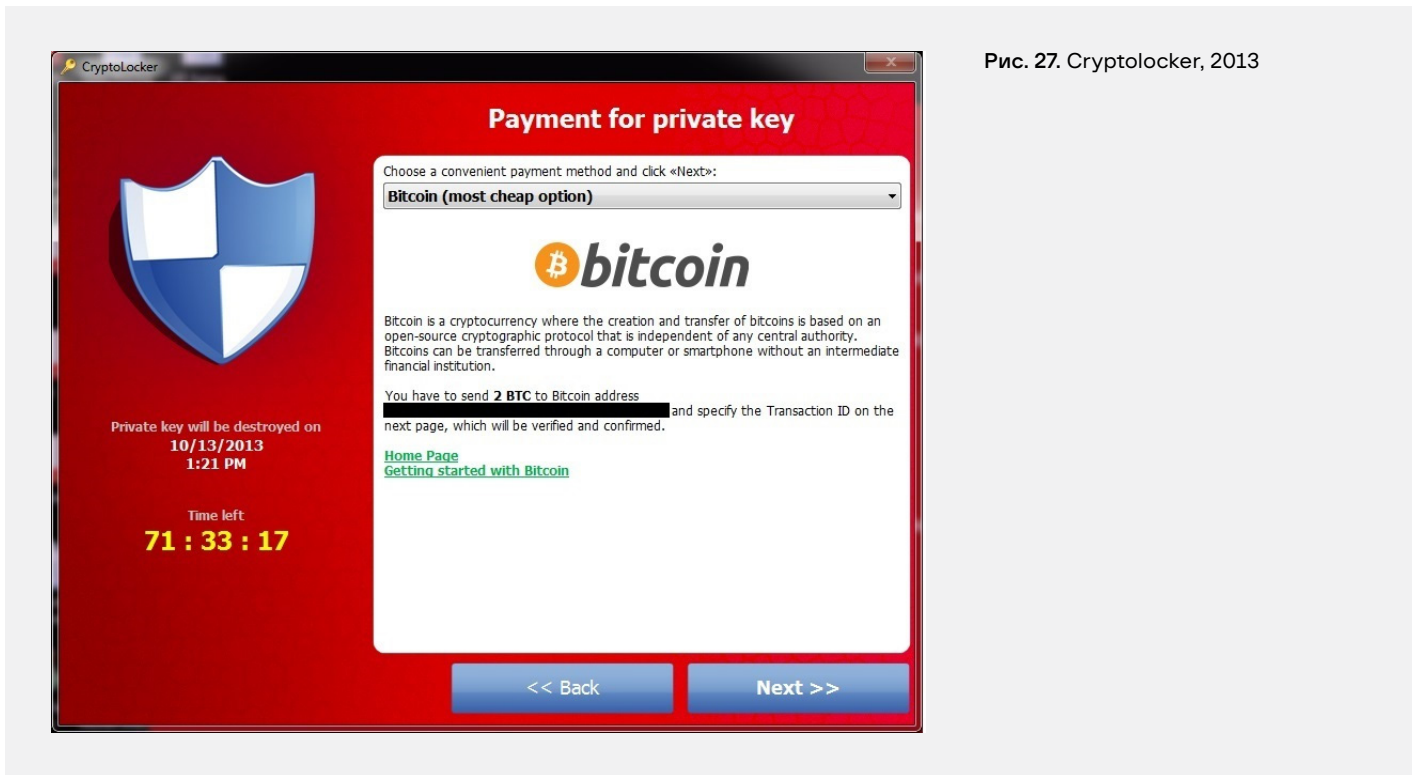 CryptoLocker
Рис. 27. Cryptolocker, 2013
Payment for private key
Choose a convenient payment method and click «Next»:
Bitcoin (most cheap option)
bitcoin
Bitcoin is a cryptocurrency where the creation and transfer of bitcoins is based on an
open-source cryptographic protocol that is independent of any central authority.
Bitcoins can be transferred through a computer or smartphone without an intermediate
financial institution.
You have to send 2 BTC to Bitcoin address
and specify the Transaction ID on the
next page, which will be verified and confirmed.
Home Page
Getting started with Bitcoin
Private key will be destroyed on
10/13/2013
1:21 PM
Time left
71 : 33 : 17
<< Back
Next >>